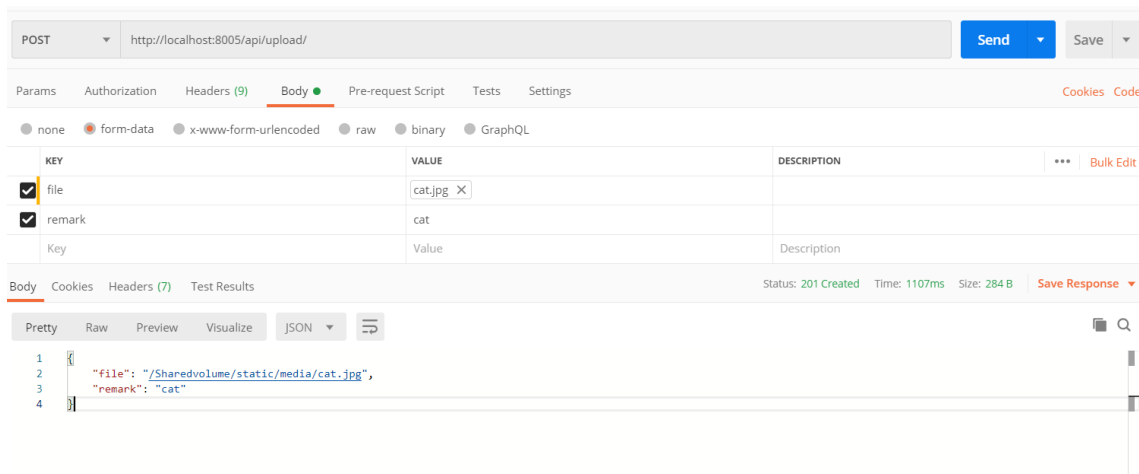 POST http://localhost:8005/api/upload/ Send Save
Params Authorization Headers (9) Body Pre-request Script Tests Settings Cookies Code
none form-data x-www-form-urlencoded raw binary GraphQL
KEY VALUE DESCRIPTION ••• Bulk Edit
file cat.jpg
remark cat
Key Value Description
Body Cookies Headers (7) Test Results Status: 201 Created Time: 1107ms Size: 284 B Save Response
Pretty Raw Preview Visualize JSON
1 {
2 "file": "/Sharedvolume/static/media/cat.jpg",
3 "remark": "cat"
4 }